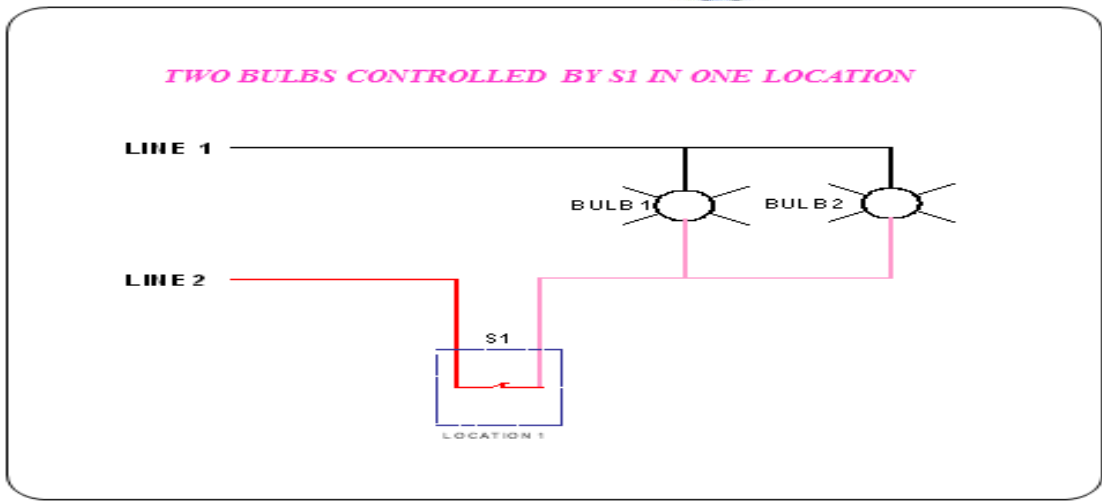 TWO BULBS CONTROLLED BY S1 IN ONE LOCATION
LINE 1
BULB 1
BULB 2
LINE 2
S1
LOCATION 1